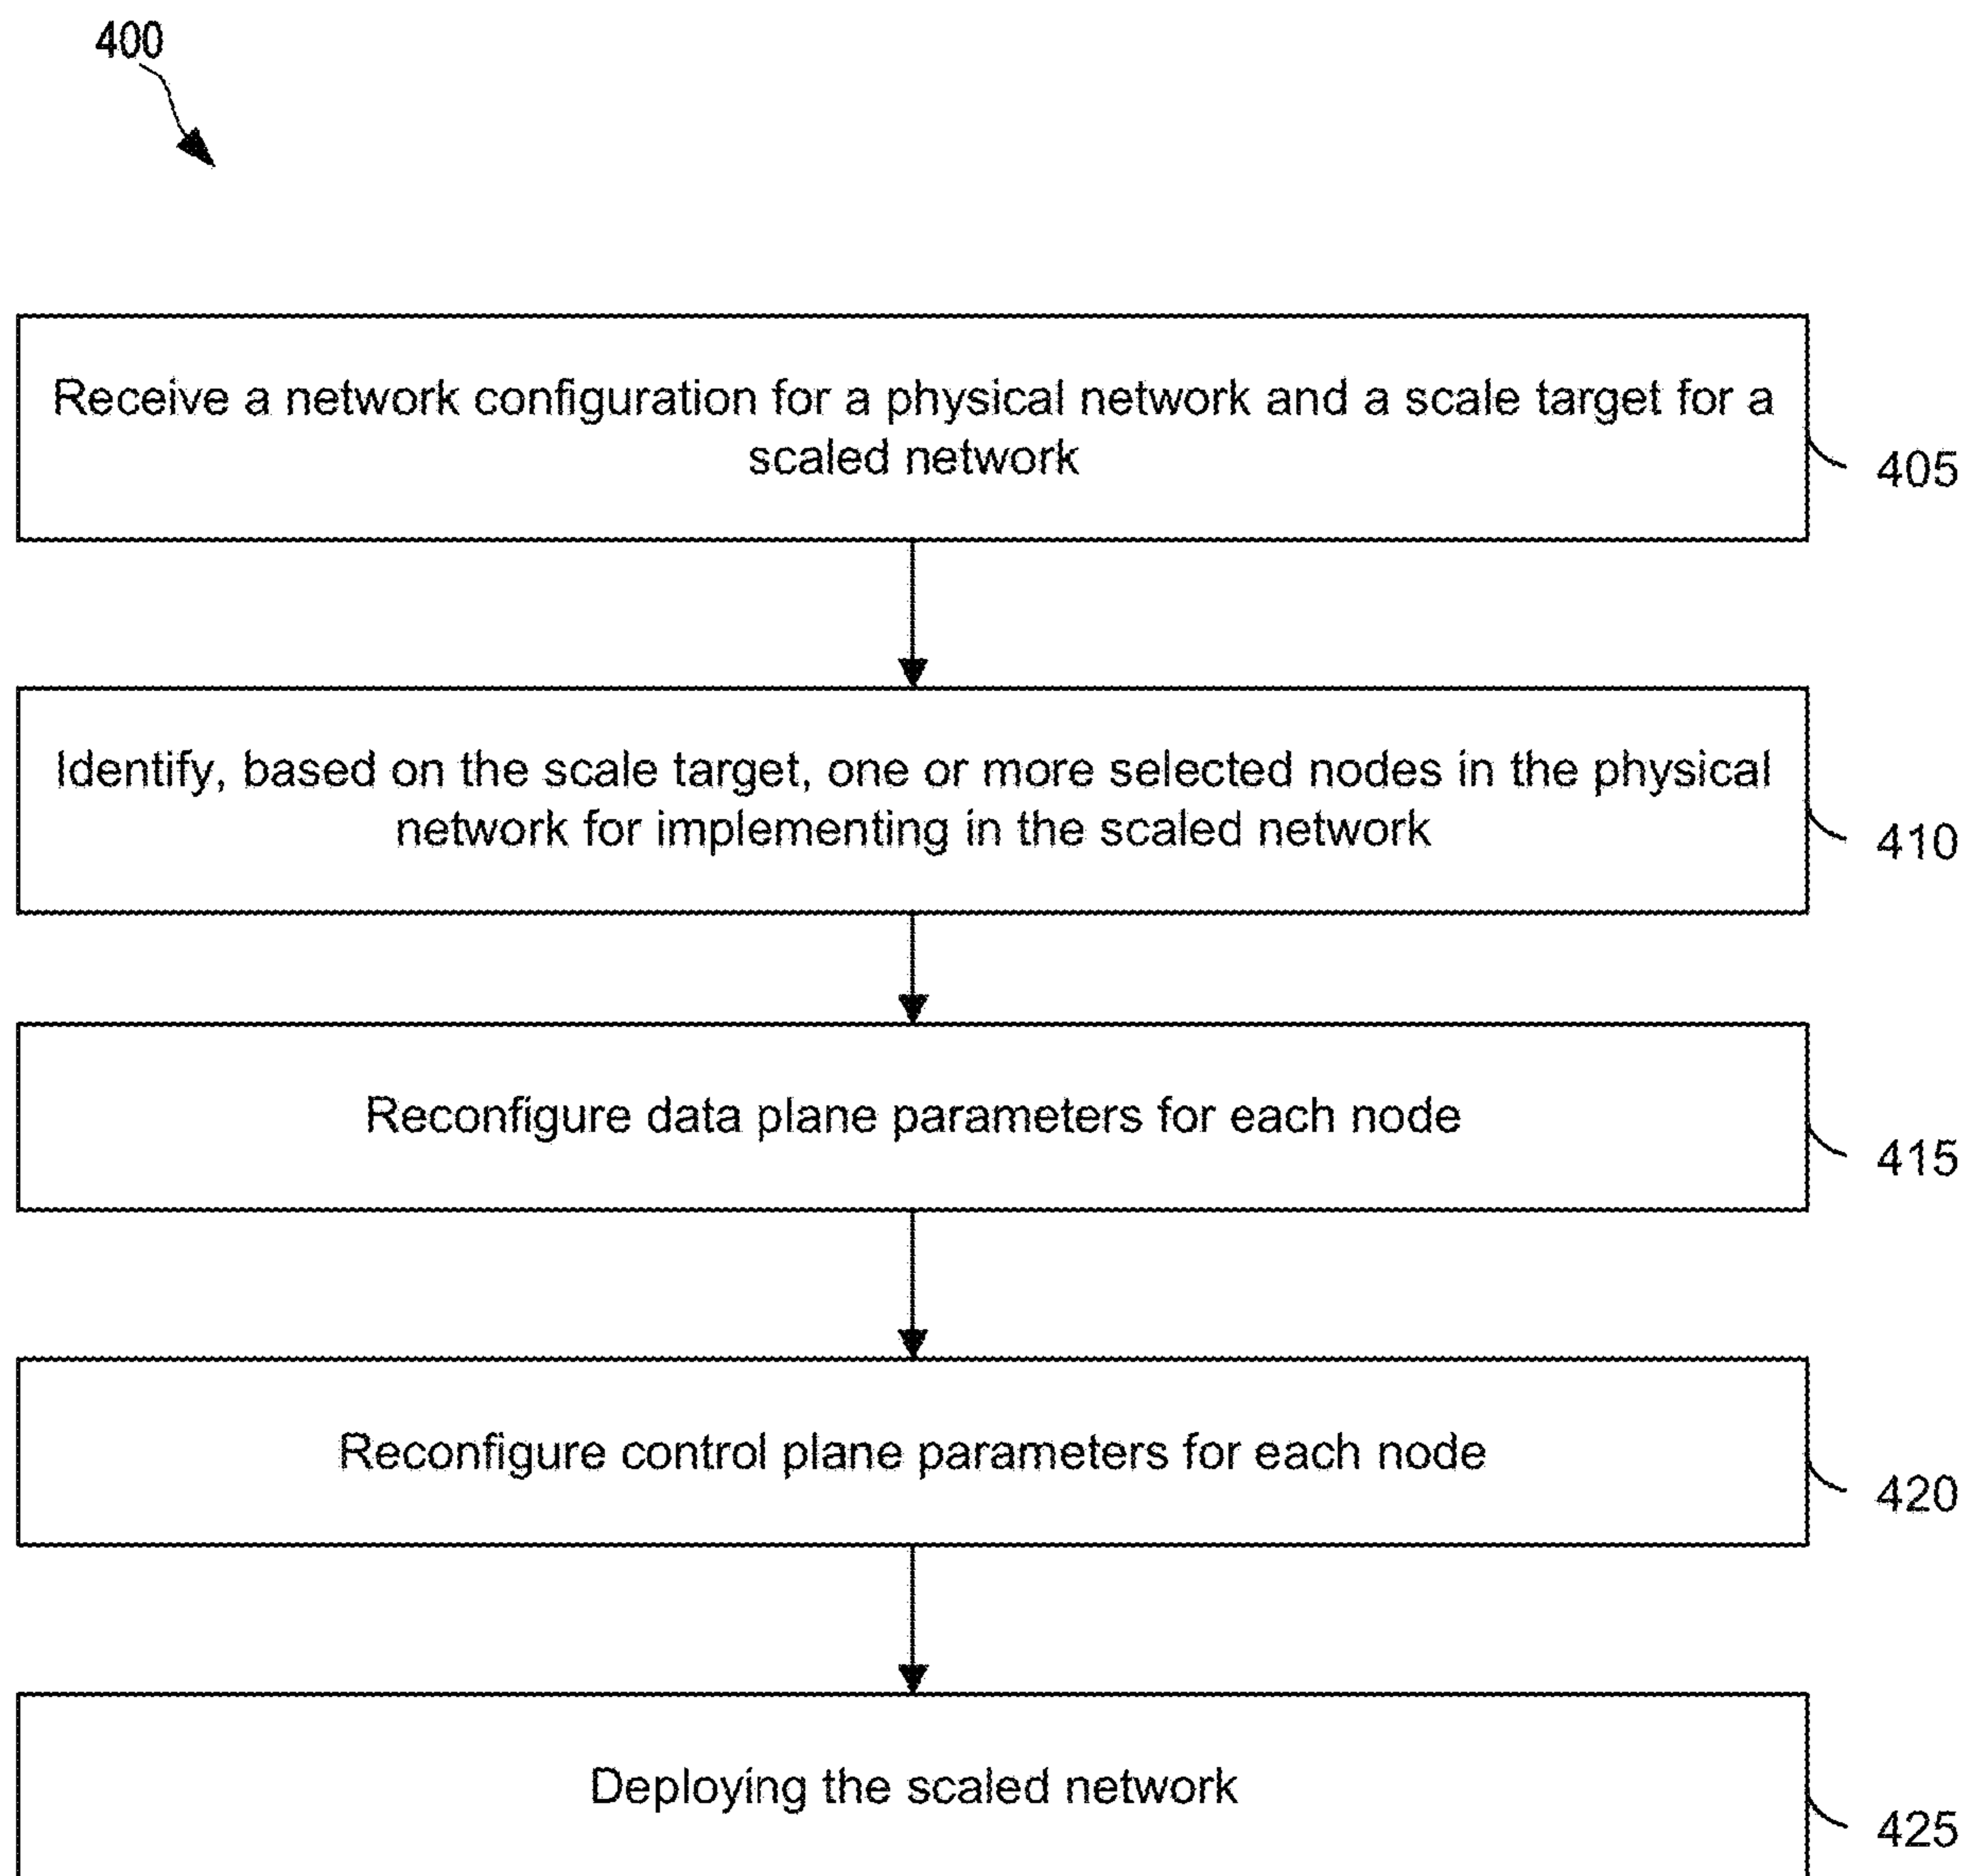 400
Receive a network configuration for a physical network and a scale target for a
scaled network
405
Identify, based on the scale target, one or more selected nodes in the physical
network for implementing in the scaled network
410
Reconfigure data plane parameters for each node
415
Reconfigure control plane parameters for each node
420
Deploying the scaled network
425